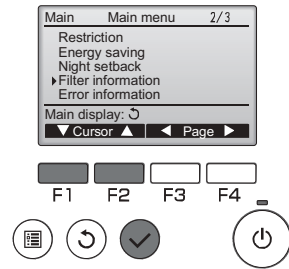 Main Main menu 2/3
Restriction
Energy saving
Night setback
Filter information
Error information
Main display:
Cursor Page
F1 F2 F3 F4